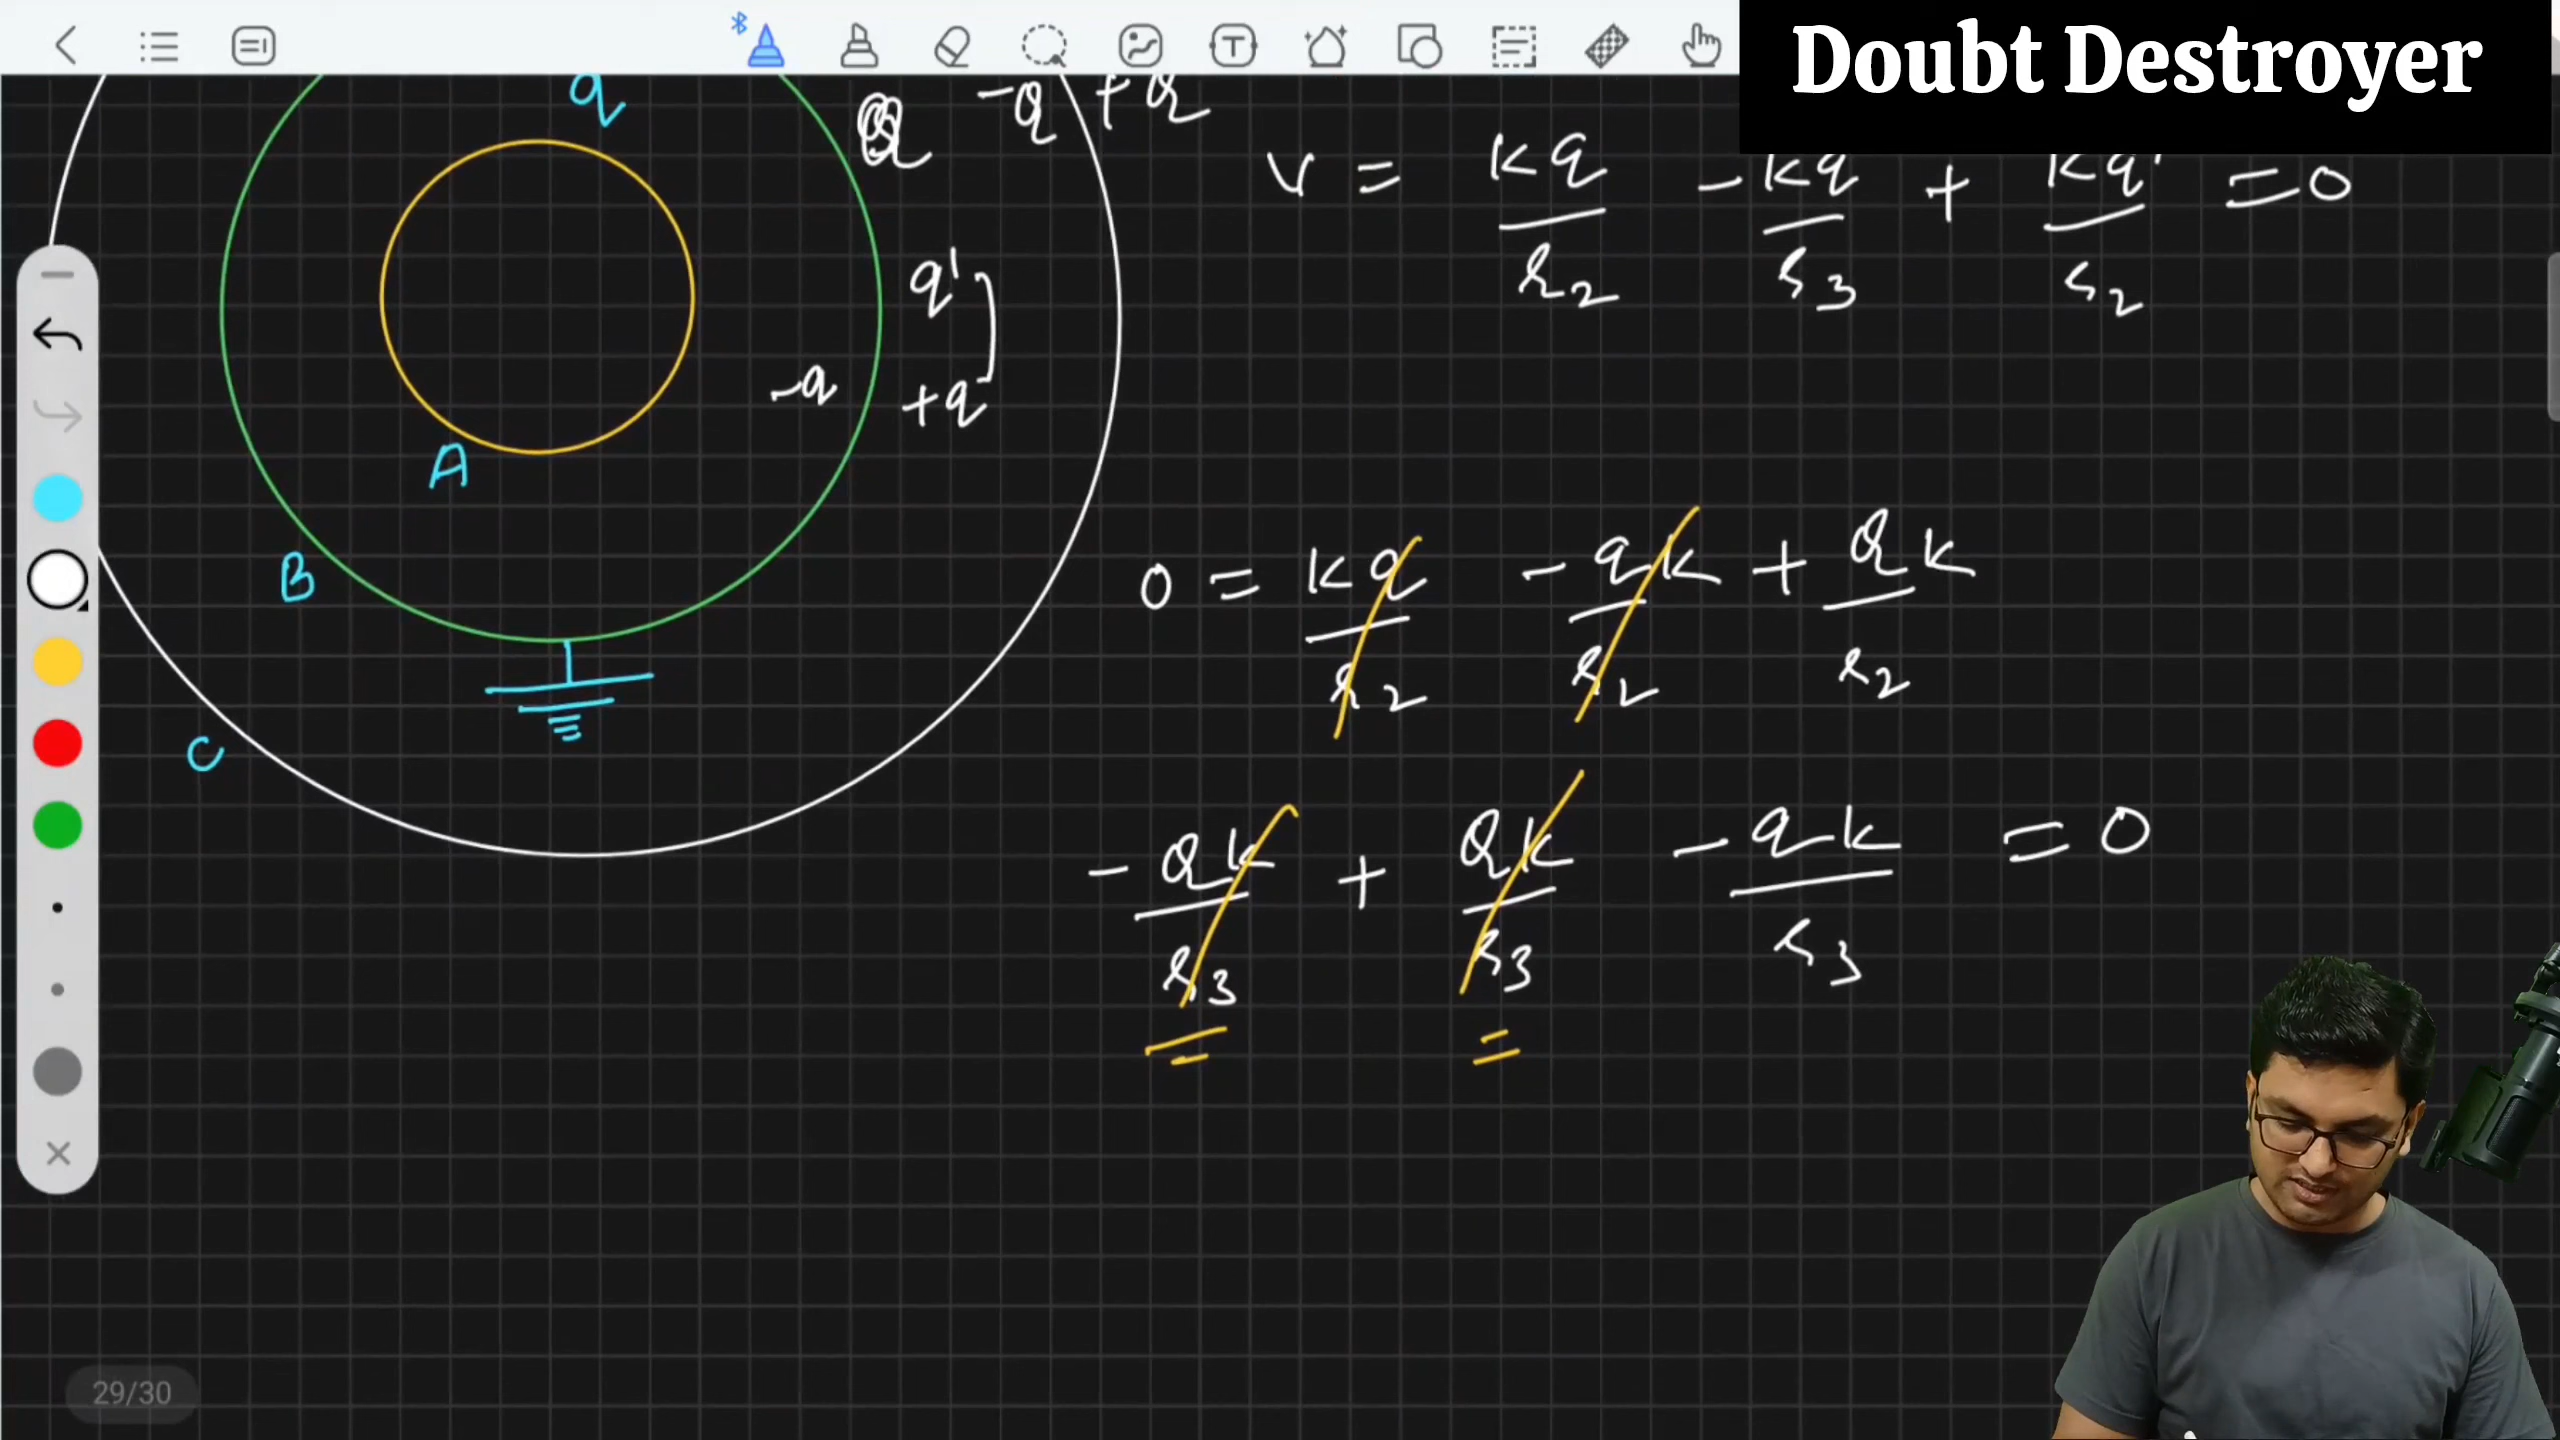 Doubt Destroyer
q
Q -Q +Q
V = kq/r2 - kq/r3 + kq'/r2 = 0
q'
-q +q
A
B
C
0 = kq/r2 - qk/r2 + Qk/r2
- Qk/r3 + Qk/r3 - qk/r3 = 0
29/30